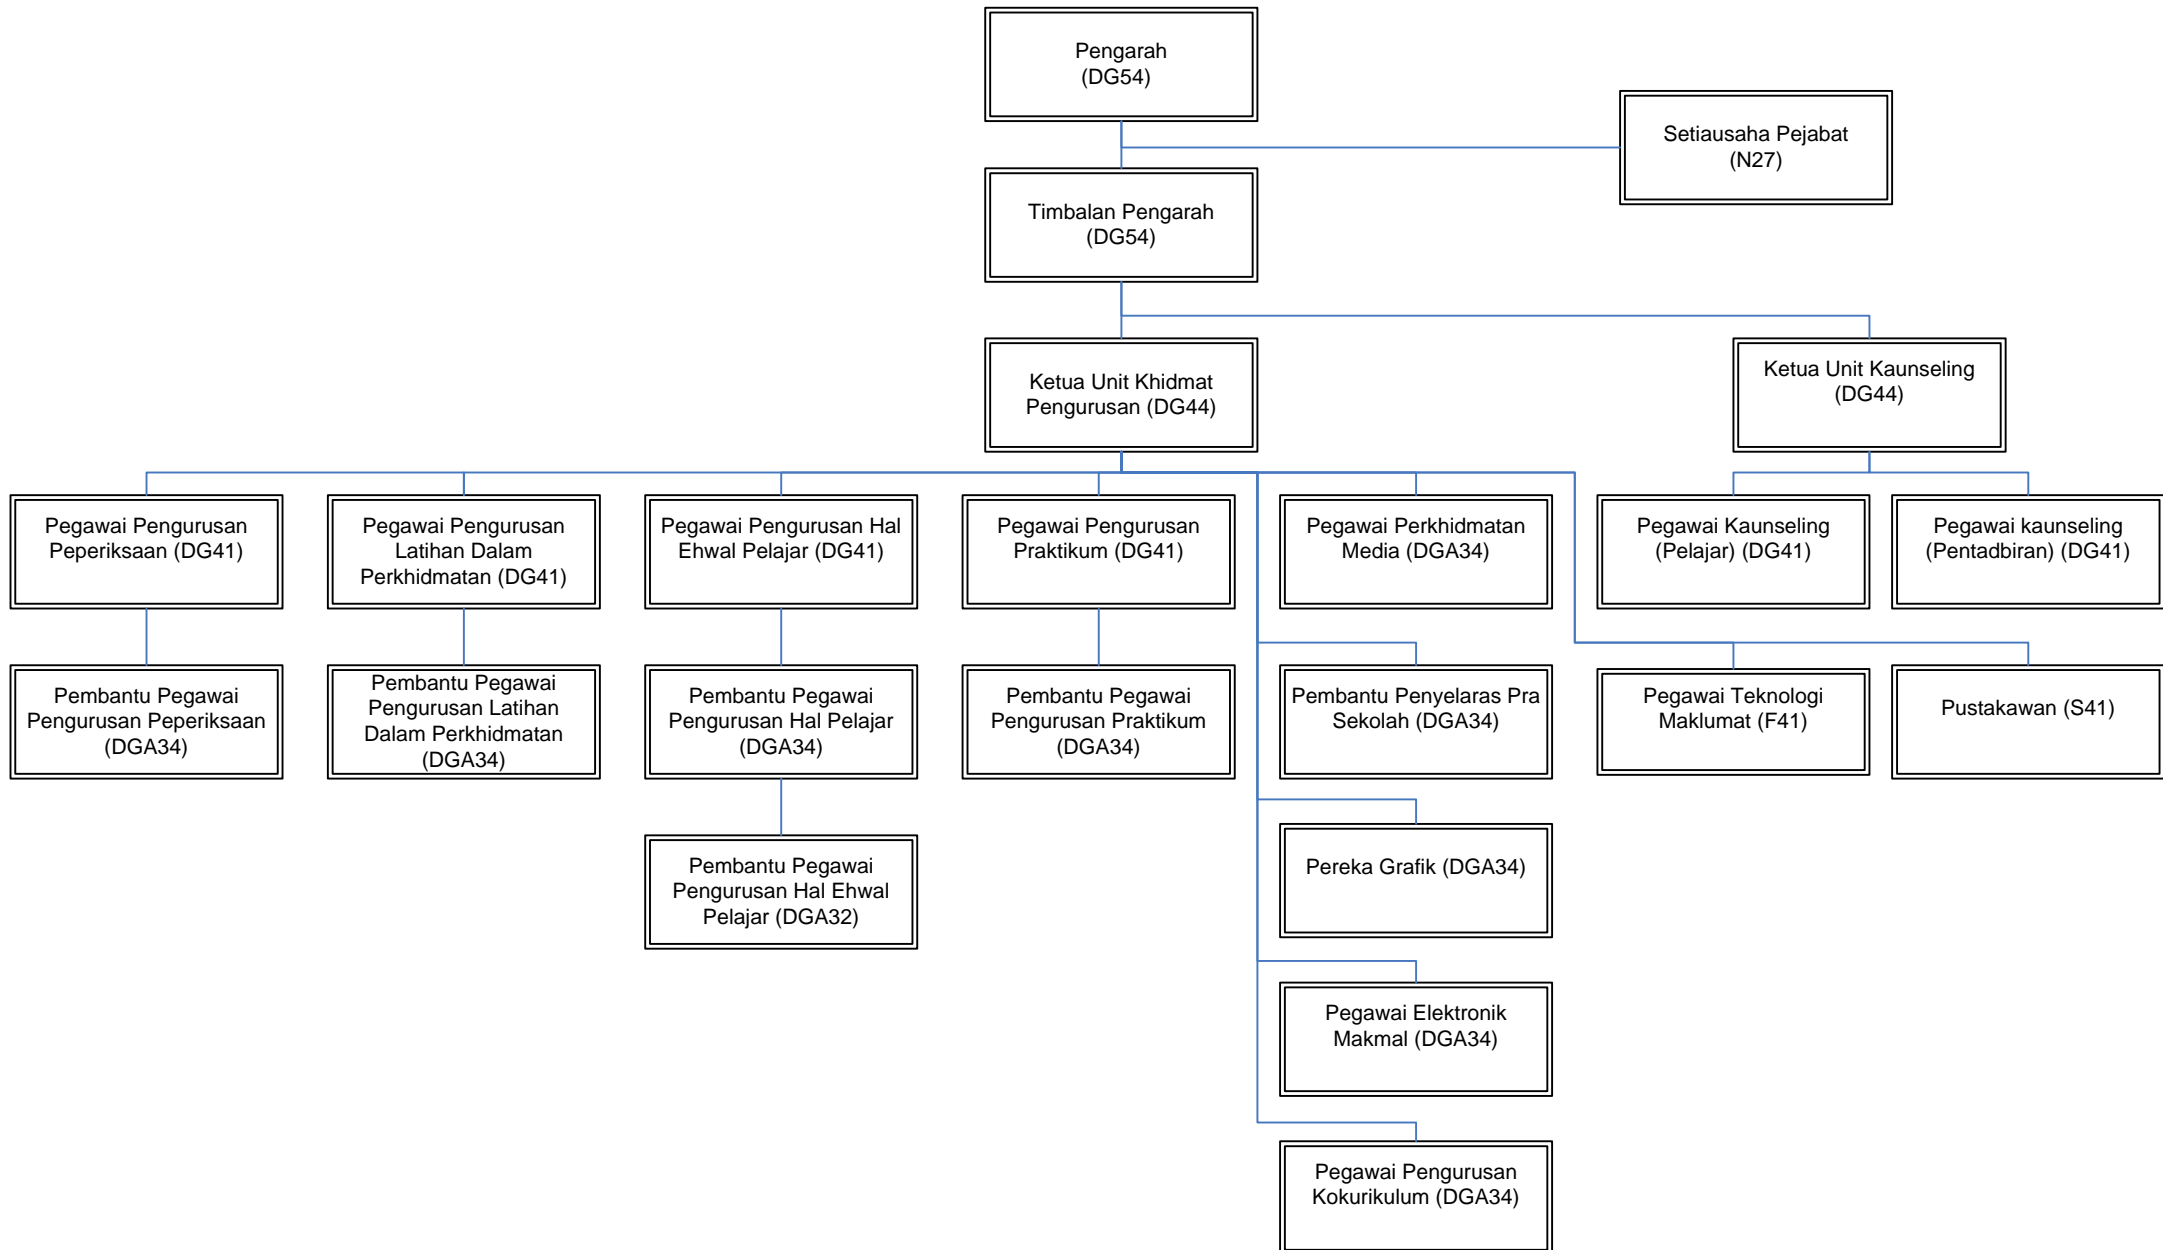 Pengarah
(DG54)
Setiausaha Pejabat
(N27)
Timbalan Pengarah
(DG54)
Ketua Unit Khidmat
Pengurusan (DG44)
Ketua Unit Kaunseling
(DG44)
Pegawai Pengurusan
Peperiksaan (DG41)
Pegawai Pengurusan
Latihan Dalam
Perkhidmatan (DG41)
Pegawai Pengurusan Hal
Ehwal Pelajar (DG41)
Pegawai Pengurusan
Praktikum (DG41)
Pegawai Perkhidmatan
Media (DGA34)
Pegawai Kaunseling
(Pelajar) (DG41)
Pegawai kaunseling
(Pentadbiran) (DG41)
Pembantu Pegawai
Pengurusan Peperiksaan
(DGA34)
Pembantu Pegawai
Pengurusan Latihan
Dalam Perkhidmatan
(DGA34)
Pembantu Pegawai
Pengurusan Hal Pelajar
(DGA34)
Pembantu Pegawai
Pengurusan Praktikum
(DGA34)
Pembantu Penyelaras Pra
Sekolah (DGA34)
Pegawai Teknologi
Maklumat (F41)
Pustakawan (S41)
Pembantu Pegawai
Pengurusan Hal Ehwal
Pelajar (DGA32)
Pereka Grafik (DGA34)
Pegawai Elektronik
Makmal (DGA34)
Pegawai Pengurusan
Kokurikulum (DGA34)